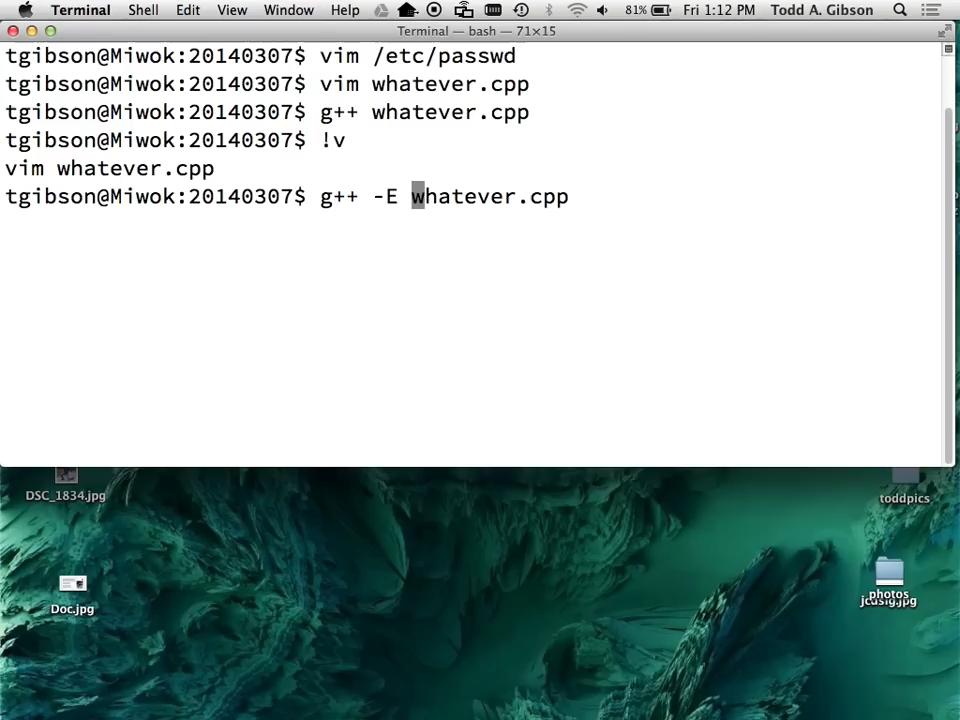 Terminal Shell Edit View Window Help 81% Fri 1:12 PM Todd A. Gibson
Terminal — bash — 71×15
tgibson@Miwok:20140307$ vim /etc/passwd
tgibson@Miwok:20140307$ vim whatever.cpp
tgibson@Miwok:20140307$ g++ whatever.cpp
tgibson@Miwok:20140307$ !v
vim whatever.cpp
tgibson@Miwok:20140307$ g++ -E whatever.cpp
DSC_1834.jpg
toddpics
Doc.jpg
photos
jcdsig.jpg